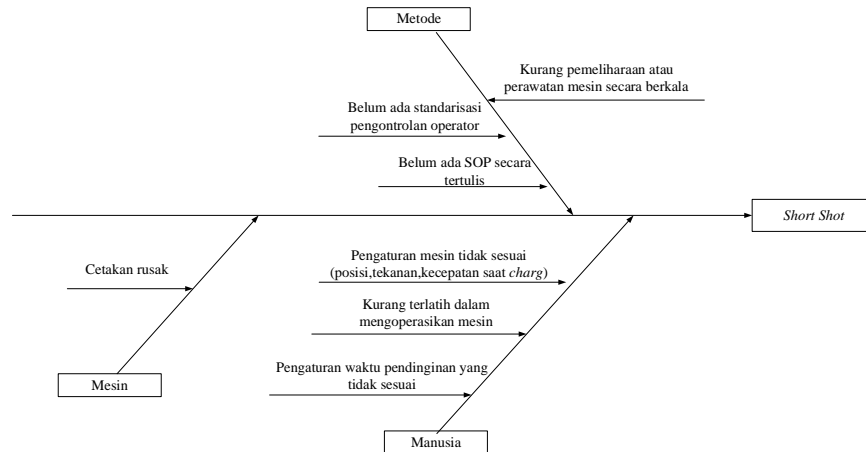 Metode
Kurang pemeliharaan atau
perawatan mesin secara berkala
Belum ada standarisasi
pengontrolan operator
Belum ada SOP secara
tertulis
Short Shot
Cetakan rusak
Pengaturan mesin tidak sesuai
(posisi,tekanan,kecepatan saat charg)
Kurang terlatih dalam
mengoperasikan mesin
Pengaturan waktu pendinginan yang
tidak sesuai
Mesin
Manusia